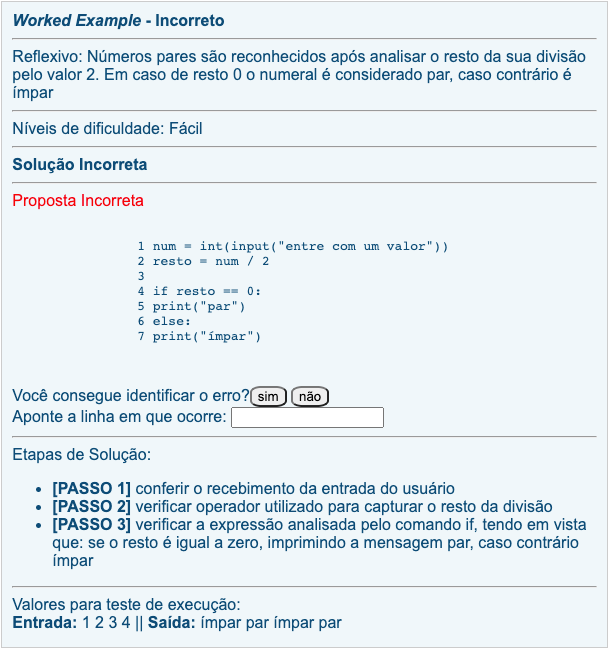 Worked Example - Incorreto
Reflexivo: Números pares são reconhecidos após analisar o resto da sua divisão
pelo valor 2. Em caso de resto 0 o numeral é considerado par, caso contrário é
ímpar
Níveis de dificuldade: Fácil
Solução Incorreta
Proposta Incorreta
1 num = int(input("entre com um valor"))
2 resto = num / 2
3
4 if resto == 0:
5 print("par")
6 else:
7 print("ímpar")
Você consegue identificar o erro? sim não
Aponte a linha em que ocorre:
Etapas de Solução:
• [PASSO 1] conferir o recebimento da entrada do usuário
• [PASSO 2] verificar operador utilizado para capturar o resto da divisão
• [PASSO 3] verificar a expressão analisada pelo comando if, tendo em vista
que: se o resto é igual a zero, imprimindo a mensagem par, caso contrário
ímpar
Valores para teste de execução:
Entrada: 1 2 3 4 || Saída: ímpar par ímpar par